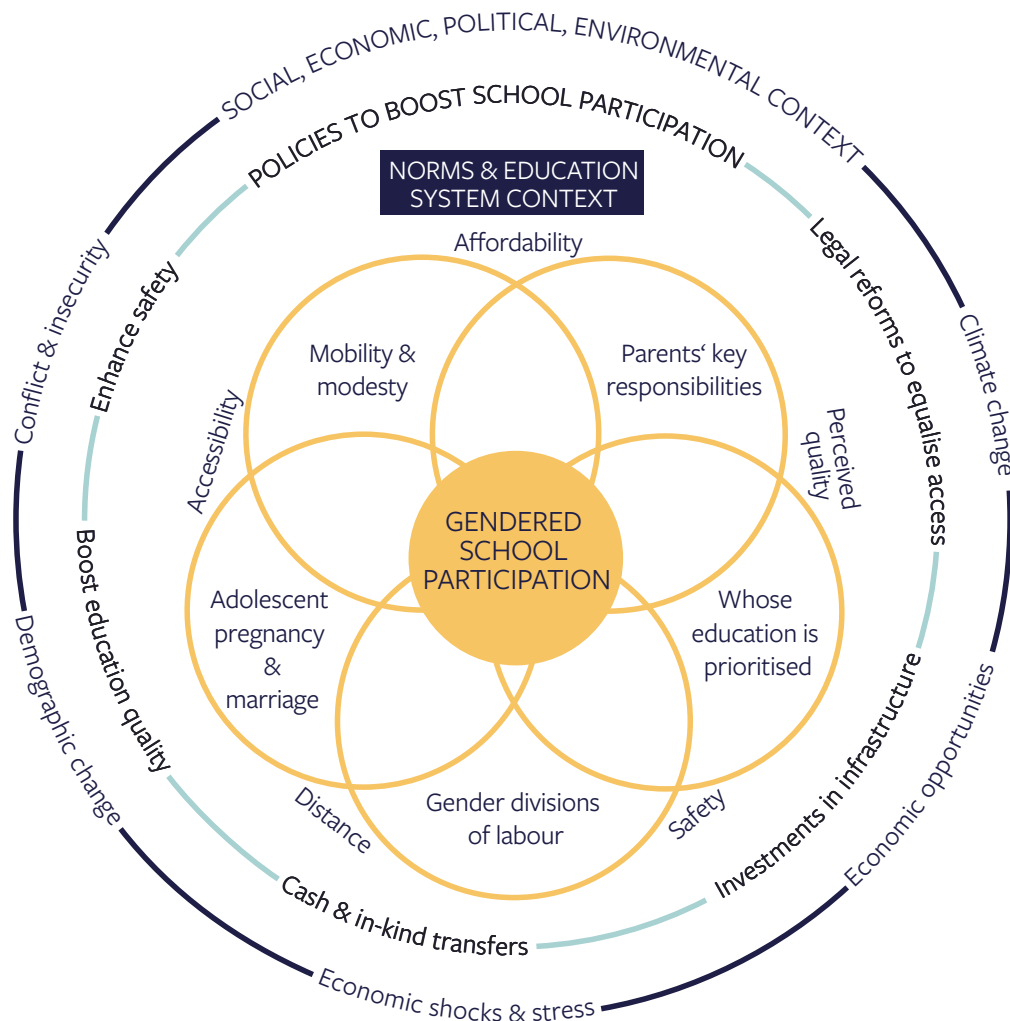 SOCIAL, ECONOMIC, POLITICAL, ENVIRONMENTAL CONTEXT
POLICIES TO BOOST SCHOOL PARTICIPATION
NORMS & EDUCATION
SYSTEM CONTEXT
Affordability
Mobility &
modesty
Parents‘ key
responsibilities
Accessibility
Perceived
quality
GENDERED
SCHOOL
PARTICIPATION
Adolescent
pregnancy
&
marriage
Whose
education is
prioritised
Gender divisions
of labour
Distance
Safety
Enhance safety
Legal reforms to equalise access
Boost education quality
Investments in infrastructure
Cash & in-kind transfers
Conflict & insecurity
Climate change
Demographic change
Economic opportunities
Economic shocks & stress